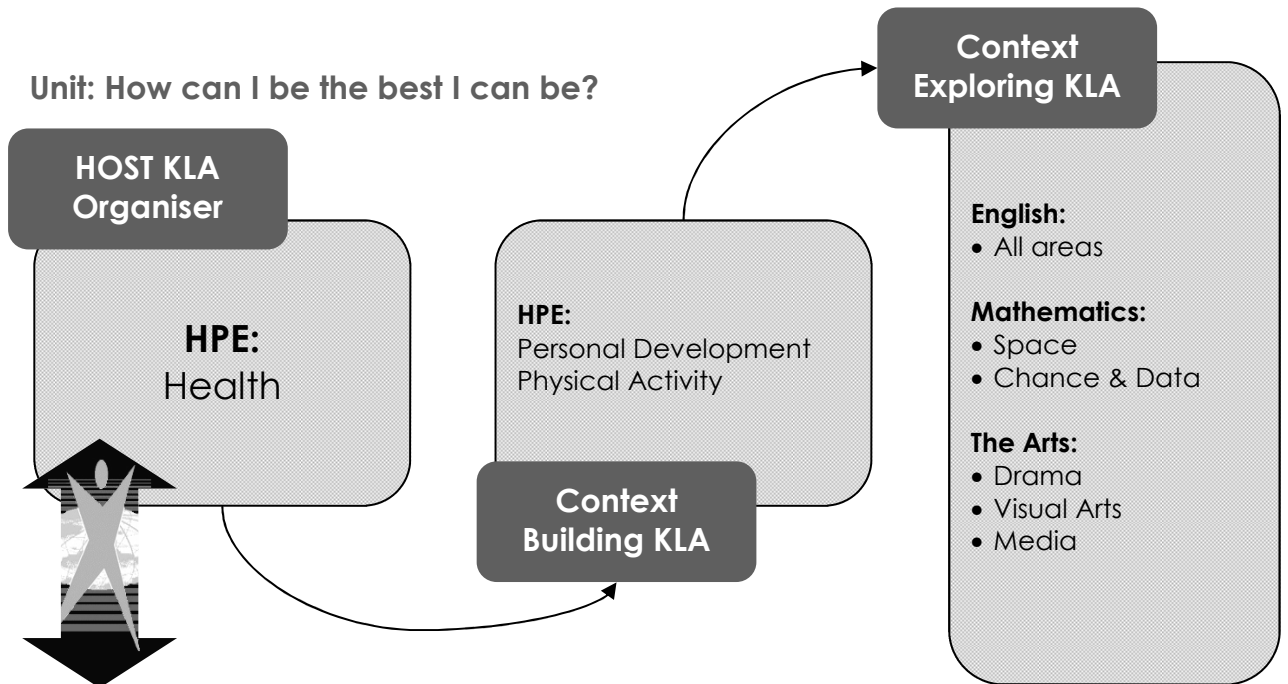 Unit: How can I be the best I can be?
HOST KLA
Organiser
HPE:
Health
HPE:
Personal Development
Physical Activity
Context
Building KLA
Context
Exploring KLA
English:
• All areas
Mathematics:
• Space
• Chance & Data
The Arts:
• Drama
• Visual Arts
• Media